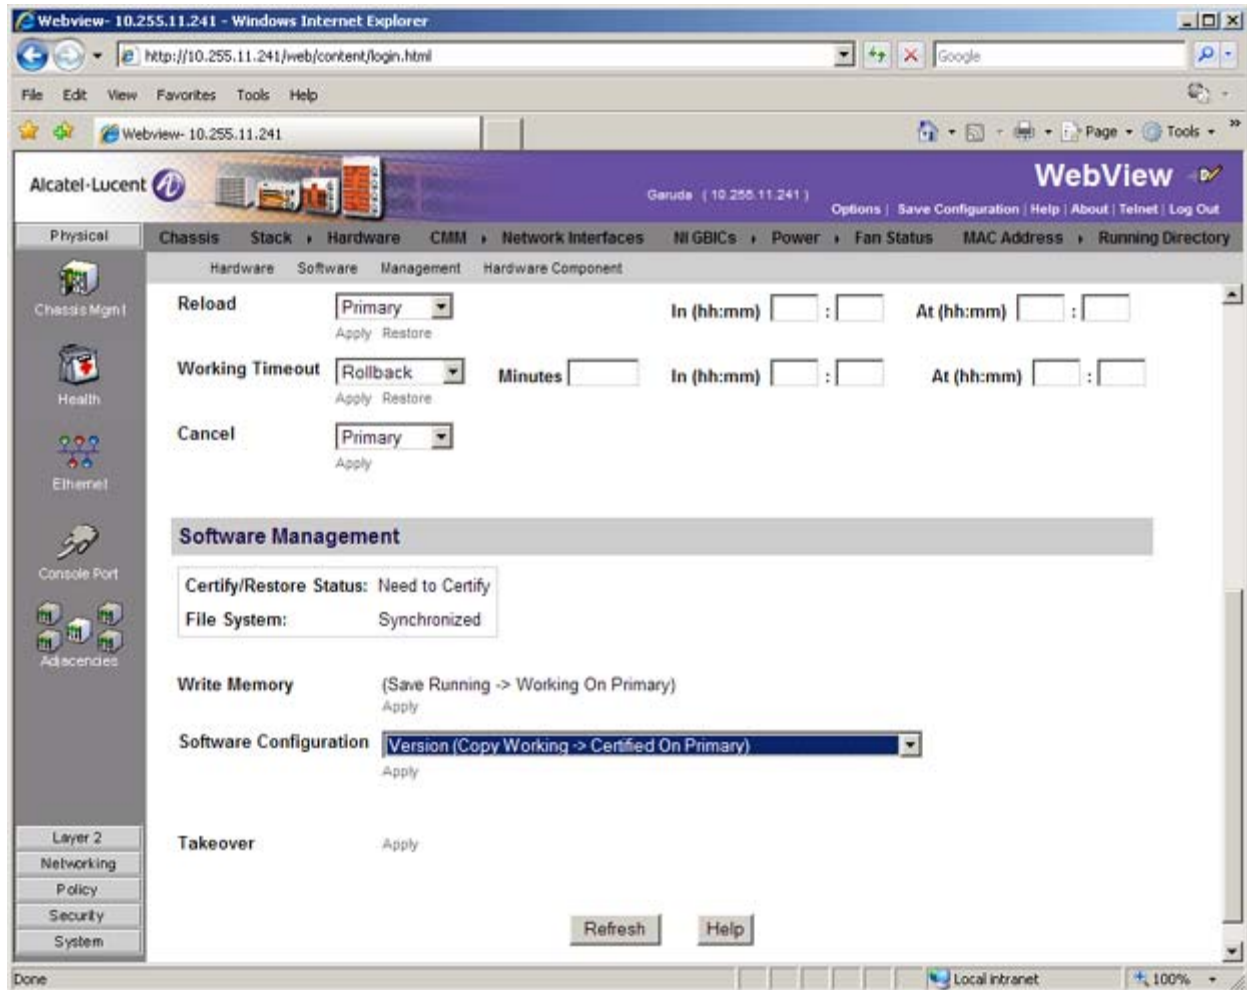 Webview- 10.255.11.241 - Windows Internet Explorer
http://10.255.11.241/web/content/login.html
Google
File Edit View Favorites Tools Help
Webview- 10.255.11.241
Page Tools
Alcatel-Lucent
WebView
Garuda ( 10.255.11.241 )
Options | Save Configuration | Help | About | Telnet | Log Out
Physical
Chassis Stack Hardware CMM Network Interfaces NI GBICs Power Fan Status MAC Address Running Directory
Hardware Software Management Hardware Component
Chassis Mgmt
Health
Ethernet
Console Port
Adjacencies
Layer 2
Networking
Policy
Security
System
Reload Primary In (hh:mm) : At (hh:mm) :
Apply Restore
Working Timeout Rollback Minutes In (hh:mm) : At (hh:mm) :
Apply Restore
Cancel Primary
Apply
Software Management
Certify/Restore Status: Need to Certify
File System: Synchronized
Write Memory (Save Running -> Working On Primary)
Apply
Software Configuration Version (Copy Working -> Certified On Primary)
Apply
Takeover Apply
Refresh Help
Done Local intranet 100%